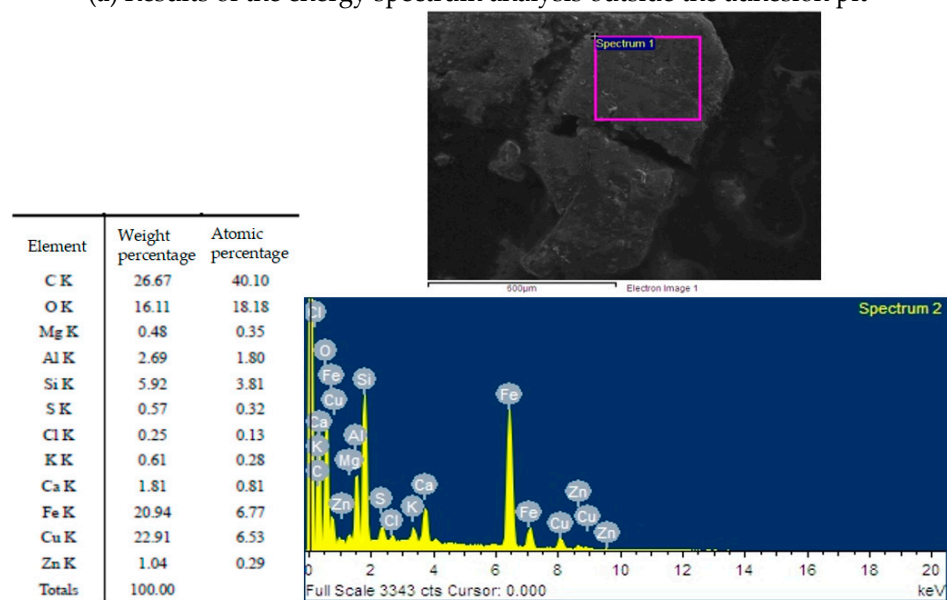 (a) Results of the energy spectrum analysis outside the adhesion pit
Spectrum 1
600μm
Electron Image 1
Element Weight percentage Atomic percentage
C K 26.67 40.10
O K 16.11 18.18
Mg K 0.48 0.35
Al K 2.69 1.80
Si K 5.92 3.81
S K 0.57 0.32
Cl K 0.25 0.13
K K 0.61 0.28
Ca K 1.81 0.81
Fe K 20.94 6.77
Cu K 22.91 6.53
Zn K 1.04 0.29
Totals 100.00
Spectrum 2
Cl
O
Fe
Cu
Ca
K
C
Zn
Mg
Al
Si
S
Cl
K
Ca
Fe
Fe
Cu
Zn
Cu
Zn
0 2 4 6 8 10 12 14 16 18 20
Full Scale 3343 cts Cursor: 0.000 keV